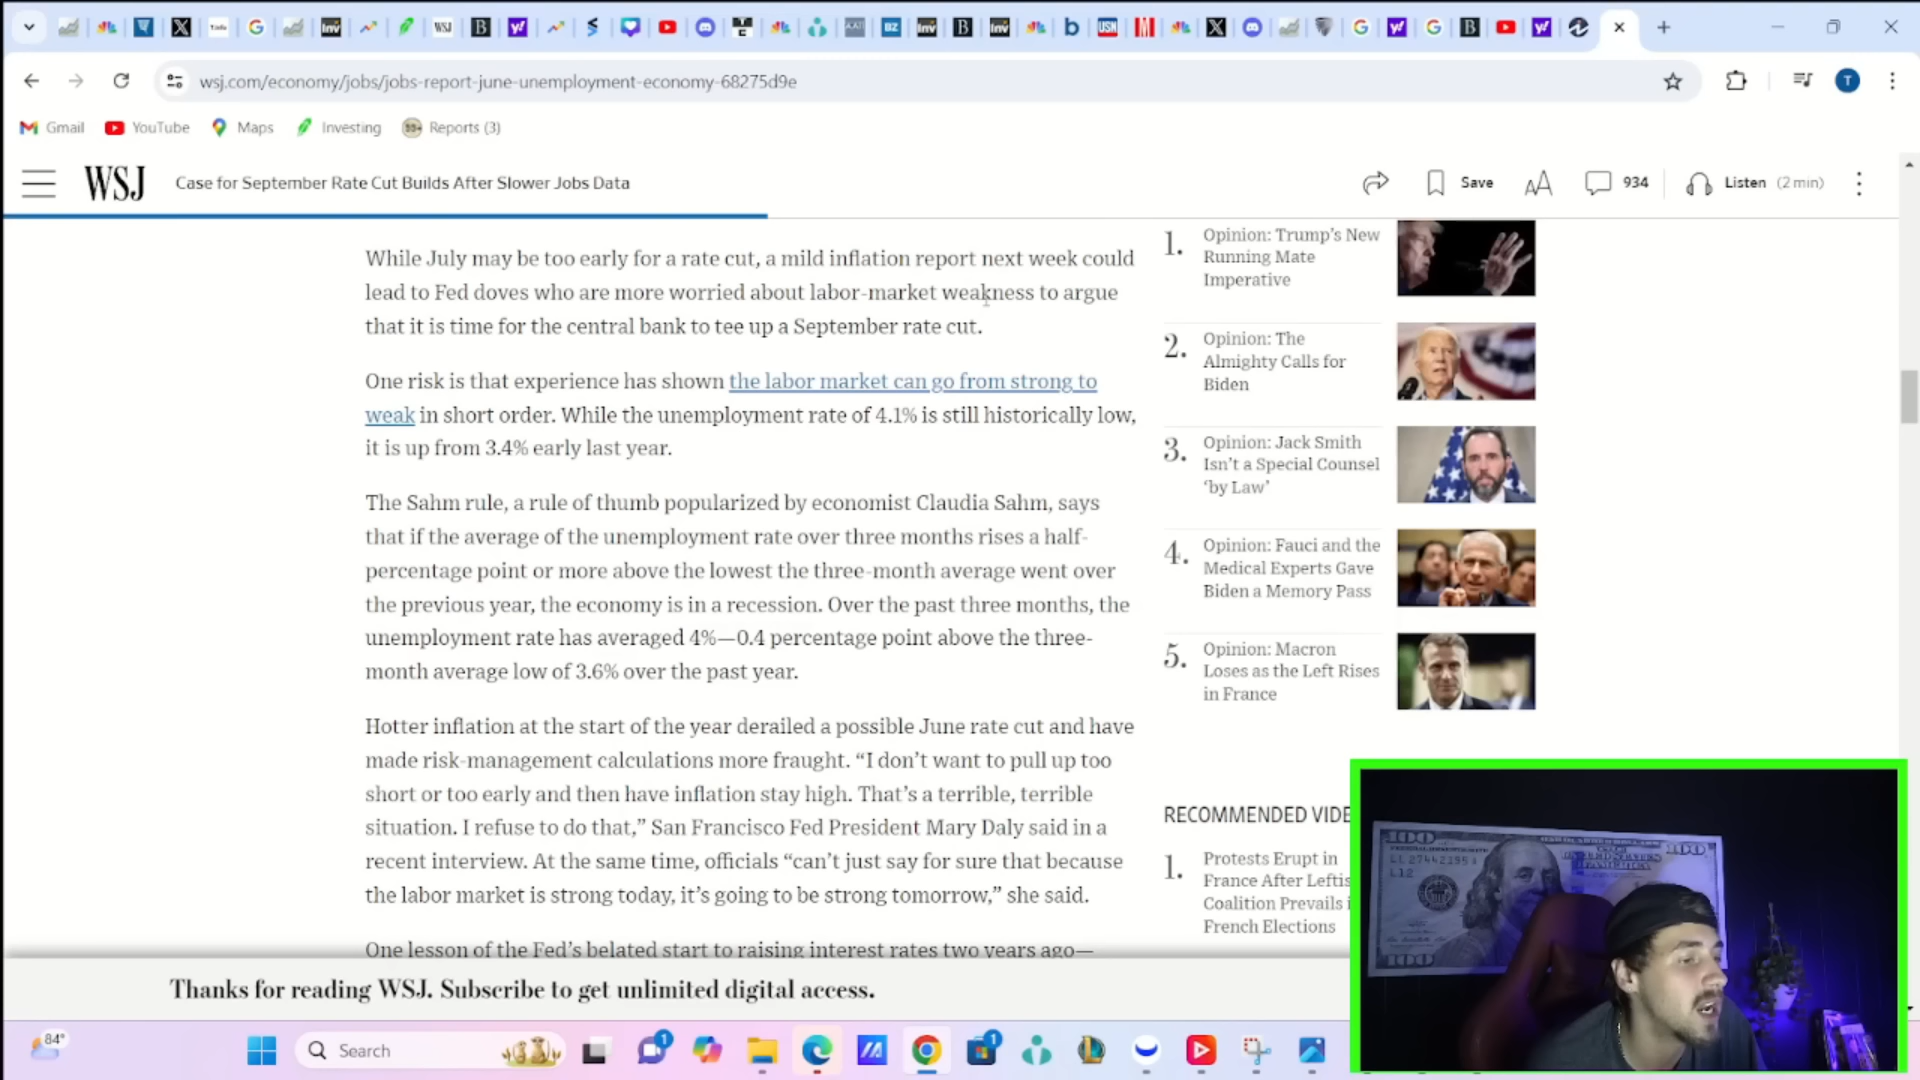 wsj.com/economy/jobs/jobs-report-june-unemployment-economy-68275d9e
Gmail
YouTube
Maps
Investing
Reports (3)
WSJ
Case for September Rate Cut Builds After Slower Jobs Data
Save
AA
934
Listen (2 min)
While July may be too early for a rate cut, a mild inflation report next week could
lead to Fed doves who are more worried about labor-market weakness to argue
that it is time for the central bank to tee up a September rate cut.
One risk is that experience has shown the labor market can go from strong to
weak in short order. While the unemployment rate of 4.1% is still historically low,
it is up from 3.4% early last year.
The Sahm rule, a rule of thumb popularized by economist Claudia Sahm, says
that if the average of the unemployment rate over three months rises a half-
percentage point or more above the lowest the three-month average went over
the previous year, the economy is in a recession. Over the past three months, the
unemployment rate has averaged 4%—0.4 percentage point above the three-
month average low of 3.6% over the past year.
Hotter inflation at the start of the year derailed a possible June rate cut and have
made risk-management calculations more fraught. “I don’t want to pull up too
short or too early and then have inflation stay high. That’s a terrible, terrible
situation. I refuse to do that,” San Francisco Fed President Mary Daly said in a
recent interview. At the same time, officials “can’t just say for sure that because
the labor market is strong today, it’s going to be strong tomorrow,” she said.
One lesson of the Fed’s belated start to raising interest rates two years ago—
1.
Opinion: Trump’s New
Running Mate
Imperative
2.
Opinion: The
Almighty Calls for
Biden
3.
Opinion: Jack Smith
Isn’t a Special Counsel
‘by Law’
4.
Opinion: Fauci and the
Medical Experts Gave
Biden a Memory Pass
5.
Opinion: Macron
Loses as the Left Rises
in France
RECOMMENDED VIDE
1.
Protests Erupt in
France After Leftis
Coalition Prevails i
French Elections
Thanks for reading WSJ. Subscribe to get unlimited digital access.
100
100
100
84°
Search
1
1